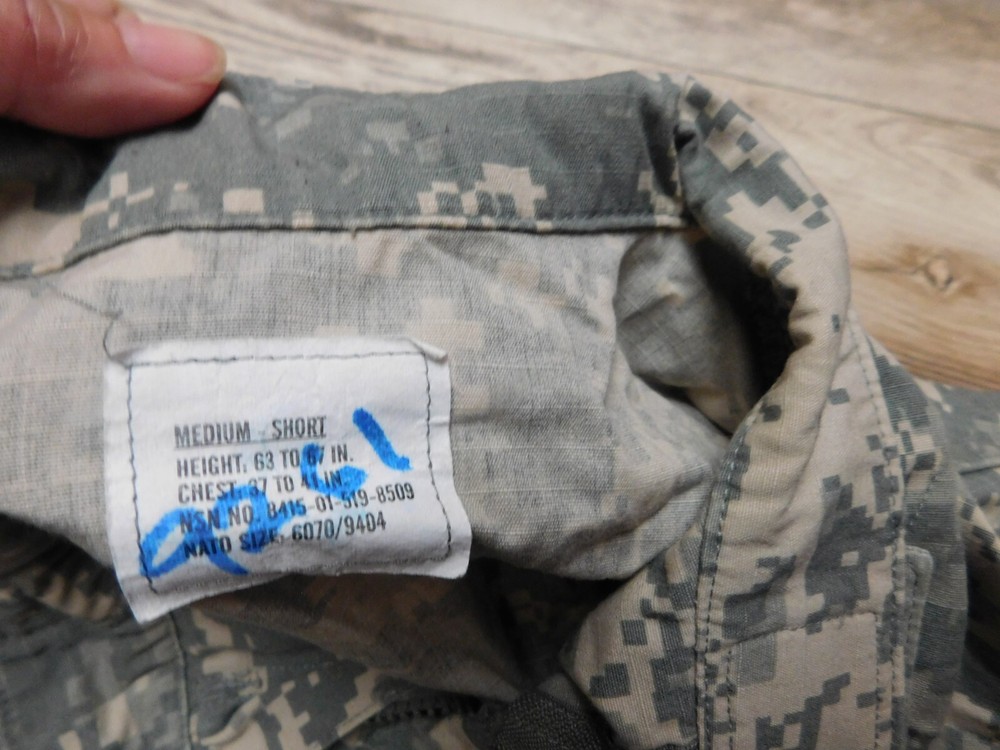 MEDIUM - SHORT
HEIGHT: 63 TO 67 IN.
CHEST: 37 TO 41 IN.
NSN NO. 8415-01-519-8509
NATO SIZE: 6070/9404